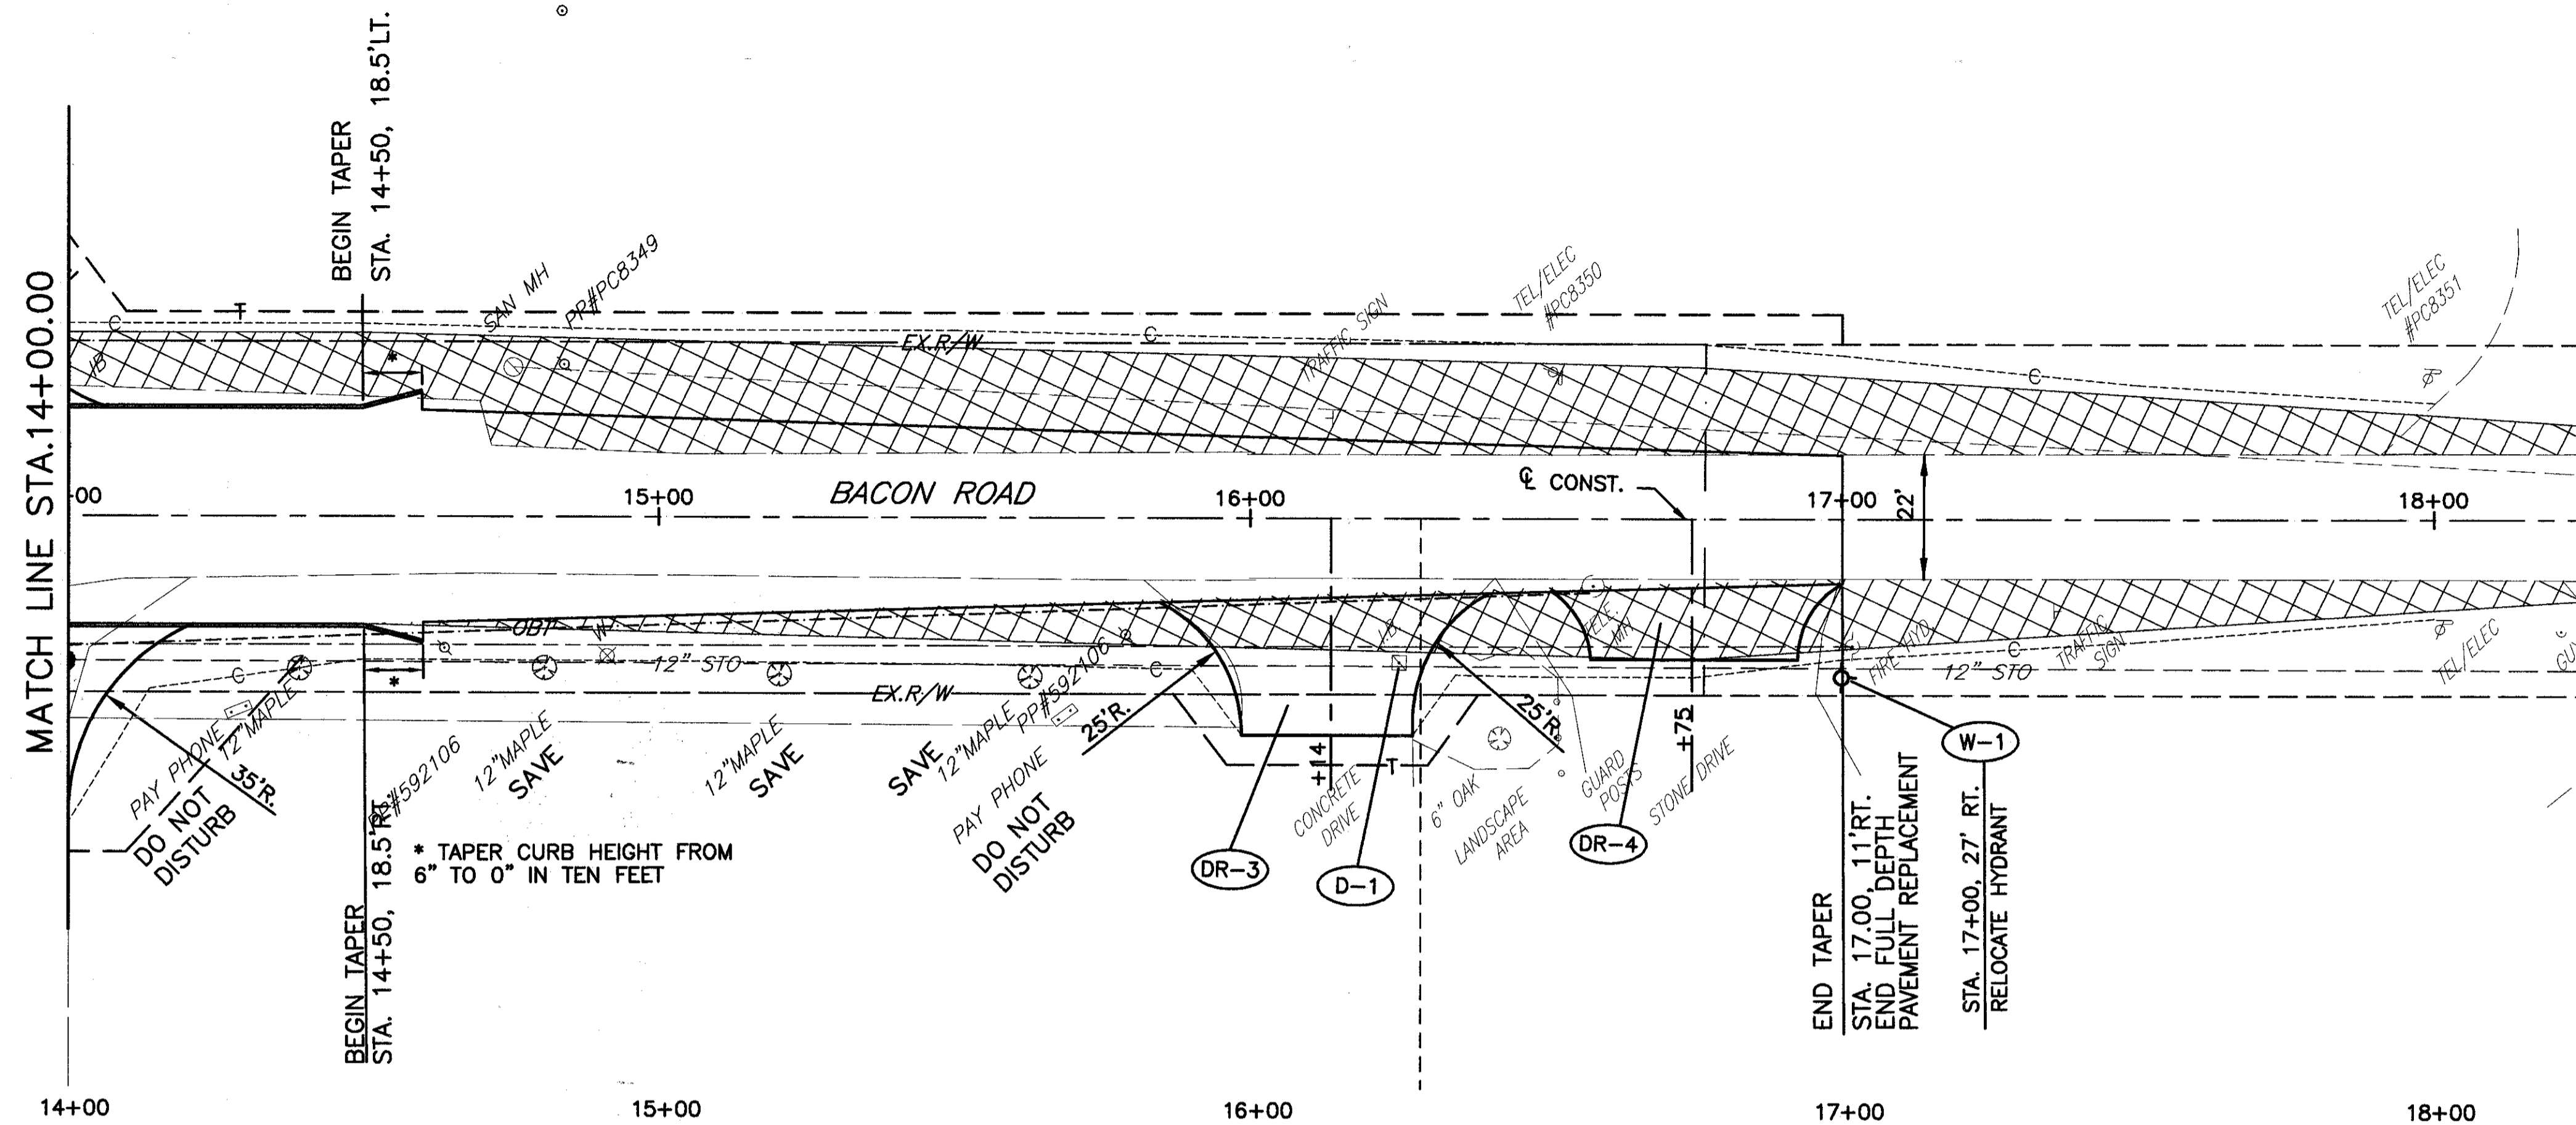 MATCH LINE STA.14+00.00
BEGIN TAPER
STA. 14+50, 18.5'LT.
SAN MH
PP#PC8349
TEL/ELEC
#PC8350
TRAFFIC SIGN
TEL/ELEC
#PC8351
T
C
EX.R/W
C
C
IB
*
00
15+00
BACON ROAD
16+00
℄ CONST.
17+00
22'
18+00
OBT
W
12" STO
C
EX.R/W
C
I.B
TELE.
MH
FIRE HYD.
C
TRAFFIC
SIGN
12" STO
TEL/ELEC
*
PAY PHONE
12"MAPLE
DO NOT
DISTURB
35'R.
PP#592106
12"MAPLE
SAVE
12"MAPLE
SAVE
SAVE
12"MAPLE
PP#592106
PAY PHONE
DO NOT
DISTURB
25'R.
+14
T
CONCRETE
DRIVE
25'R.
6" OAK
LANDSCAPE
AREA
GUARD
POSTS
+75
STONE DRIVE
W-1
DR-3
D-1
DR-4
* TAPER CURB HEIGHT FROM
6" TO 0" IN TEN FEET
BEGIN TAPER
STA. 14+50, 18.5'RT.
END TAPER
STA. 17.00, 11'RT.
END FULL DEPTH
PAVEMENT REPLACEMENT
STA. 17+00, 27' RT.
RELOCATE HYDRANT
14+00
15+00
16+00
17+00
18+00